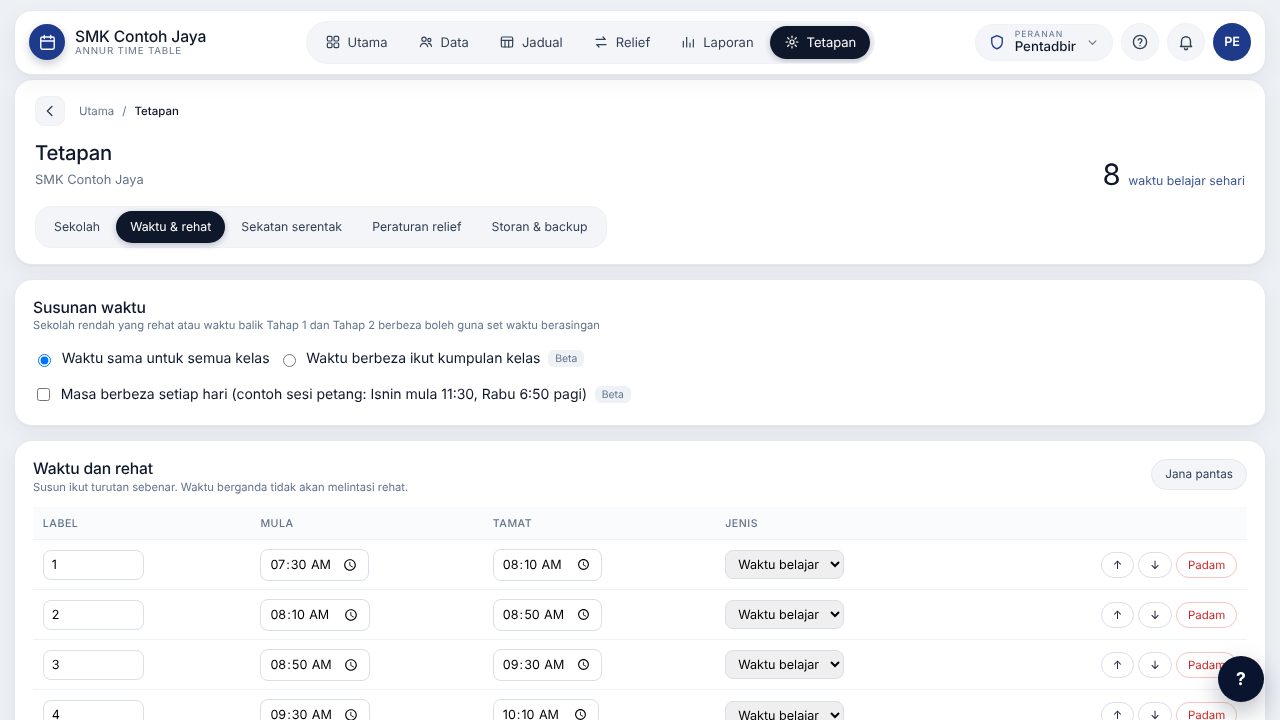 SMK Contoh Jaya
ANNUR TIME TABLE
Utama
Data
Jadual
Relief
Laporan
Tetapan
PERANAN
Pentadbir
PE
Utama / Tetapan
Tetapan
SMK Contoh Jaya
8 waktu belajar sehari
Sekolah
Waktu & rehat
Sekatan serentak
Peraturan relief
Storan & backup
Susunan waktu
Sekolah rendah yang rehat atau waktu balik Tahap 1 dan Tahap 2 berbeza boleh guna set waktu berasingan
Waktu sama untuk semua kelas
Waktu berbeza ikut kumpulan kelas Beta
Masa berbeza setiap hari (contoh sesi petang: Isnin mula 11:30, Rabu 6:50 pagi) Beta
Waktu dan rehat
Susun ikut turutan sebenar. Waktu berganda tidak akan melintasi rehat.
Jana pantas
LABEL MULA TAMAT JENIS
1 07:30 AM 08:10 AM Waktu belajar ↑ ↓ Padam
2 08:10 AM 08:50 AM Waktu belajar ↑ ↓ Padam
3 08:50 AM 09:30 AM Waktu belajar ↑ ↓ Padam
?
4 09:30 AM 10:10 AM Waktu belajar ↑ ↓ Padam